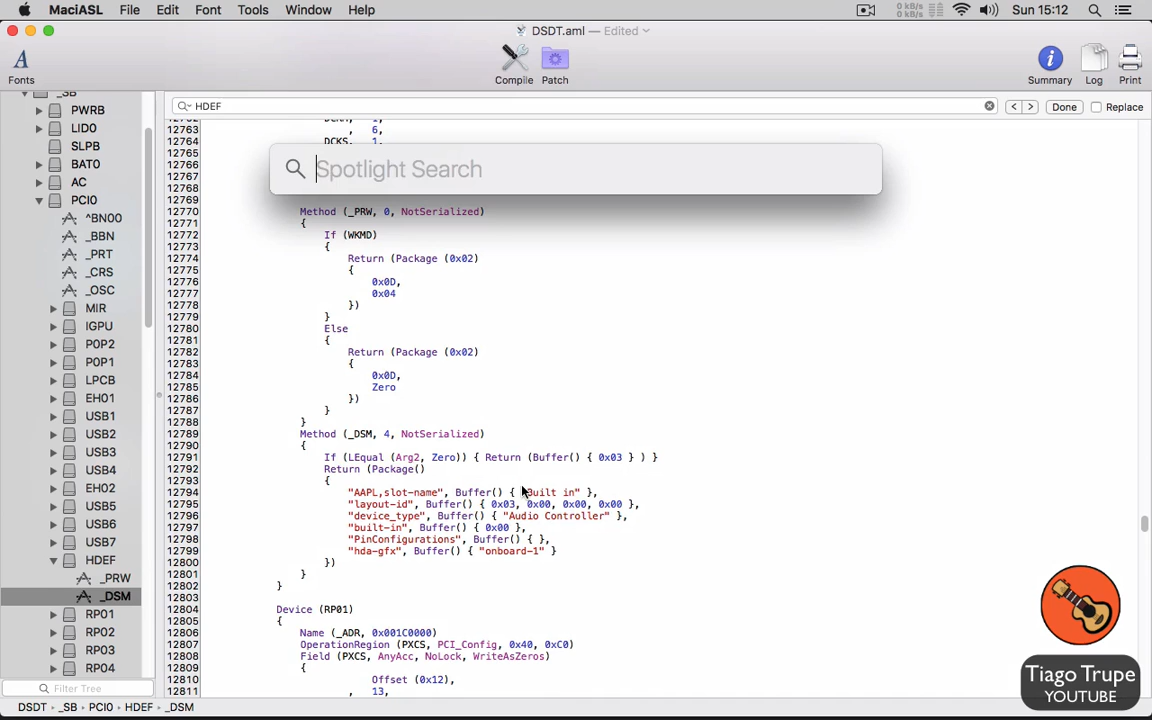 MaciASL File Edit Font Tools Window Help 0 kB/s 0 kB/s Sun 15:12
DSDT.aml — Edited
Fonts Compile Patch Summary Log Print
HDEF Done Replace
_SB
PWRB
LID0
SLPB
BAT0
AC
PCI0
^BN00
_BBN
_PRT
_CRS
_OSC
MIR
IGPU
P0P2
P0P1
LPCB
EH01
USB1
USB2
USB3
USB4
EH02
USB5
USB6
USB7
HDEF
_PRW
_DSM
RP01
RP02
RP03
RP04
Filter Tree
12763 , 6,
12764 DCKS, 1,
12765
12766
12767
12768
12769
Spotlight Search
12770 Method (_PRW, 0, NotSerialized)
12771 {
12772 If (WKMD)
12773 {
12774 Return (Package (0x02)
12775 {
12776 0x0D,
12777 0x04
12778 })
12779 }
12780 Else
12781 {
12782 Return (Package (0x02)
12783 {
12784 0x0D,
12785 Zero
12786 })
12787 }
12788 }
12789 Method (_DSM, 4, NotSerialized)
12790 {
12791 If (LEqual (Arg2, Zero)) { Return (Buffer() { 0x03 } ) }
12792 Return (Package()
12793 {
12794 "AAPL,slot-name", Buffer() { "Built in" },
12795 "layout-id", Buffer() { 0x03, 0x00, 0x00, 0x00 },
12796 "device_type", Buffer() { "Audio Controller" },
12797 "built-in", Buffer() { 0x00 },
12798 "PinConfigurations", Buffer() { },
12799 "hda-gfx", Buffer() { "onboard-1" }
12800 })
12801 }
12802 }
12803
12804 Device (RP01)
12805 {
12806 Name (_ADR, 0x001C0000)
12807 OperationRegion (PXCS, PCI_Config, 0x40, 0xC0)
12808 Field (PXCS, AnyAcc, NoLock, WriteAsZeros)
12809 {
12810 Offset (0x12),
12811 , 13,
DSDT _SB PCI0 HDEF _DSM
Tiago Trupe
YOUTUBE